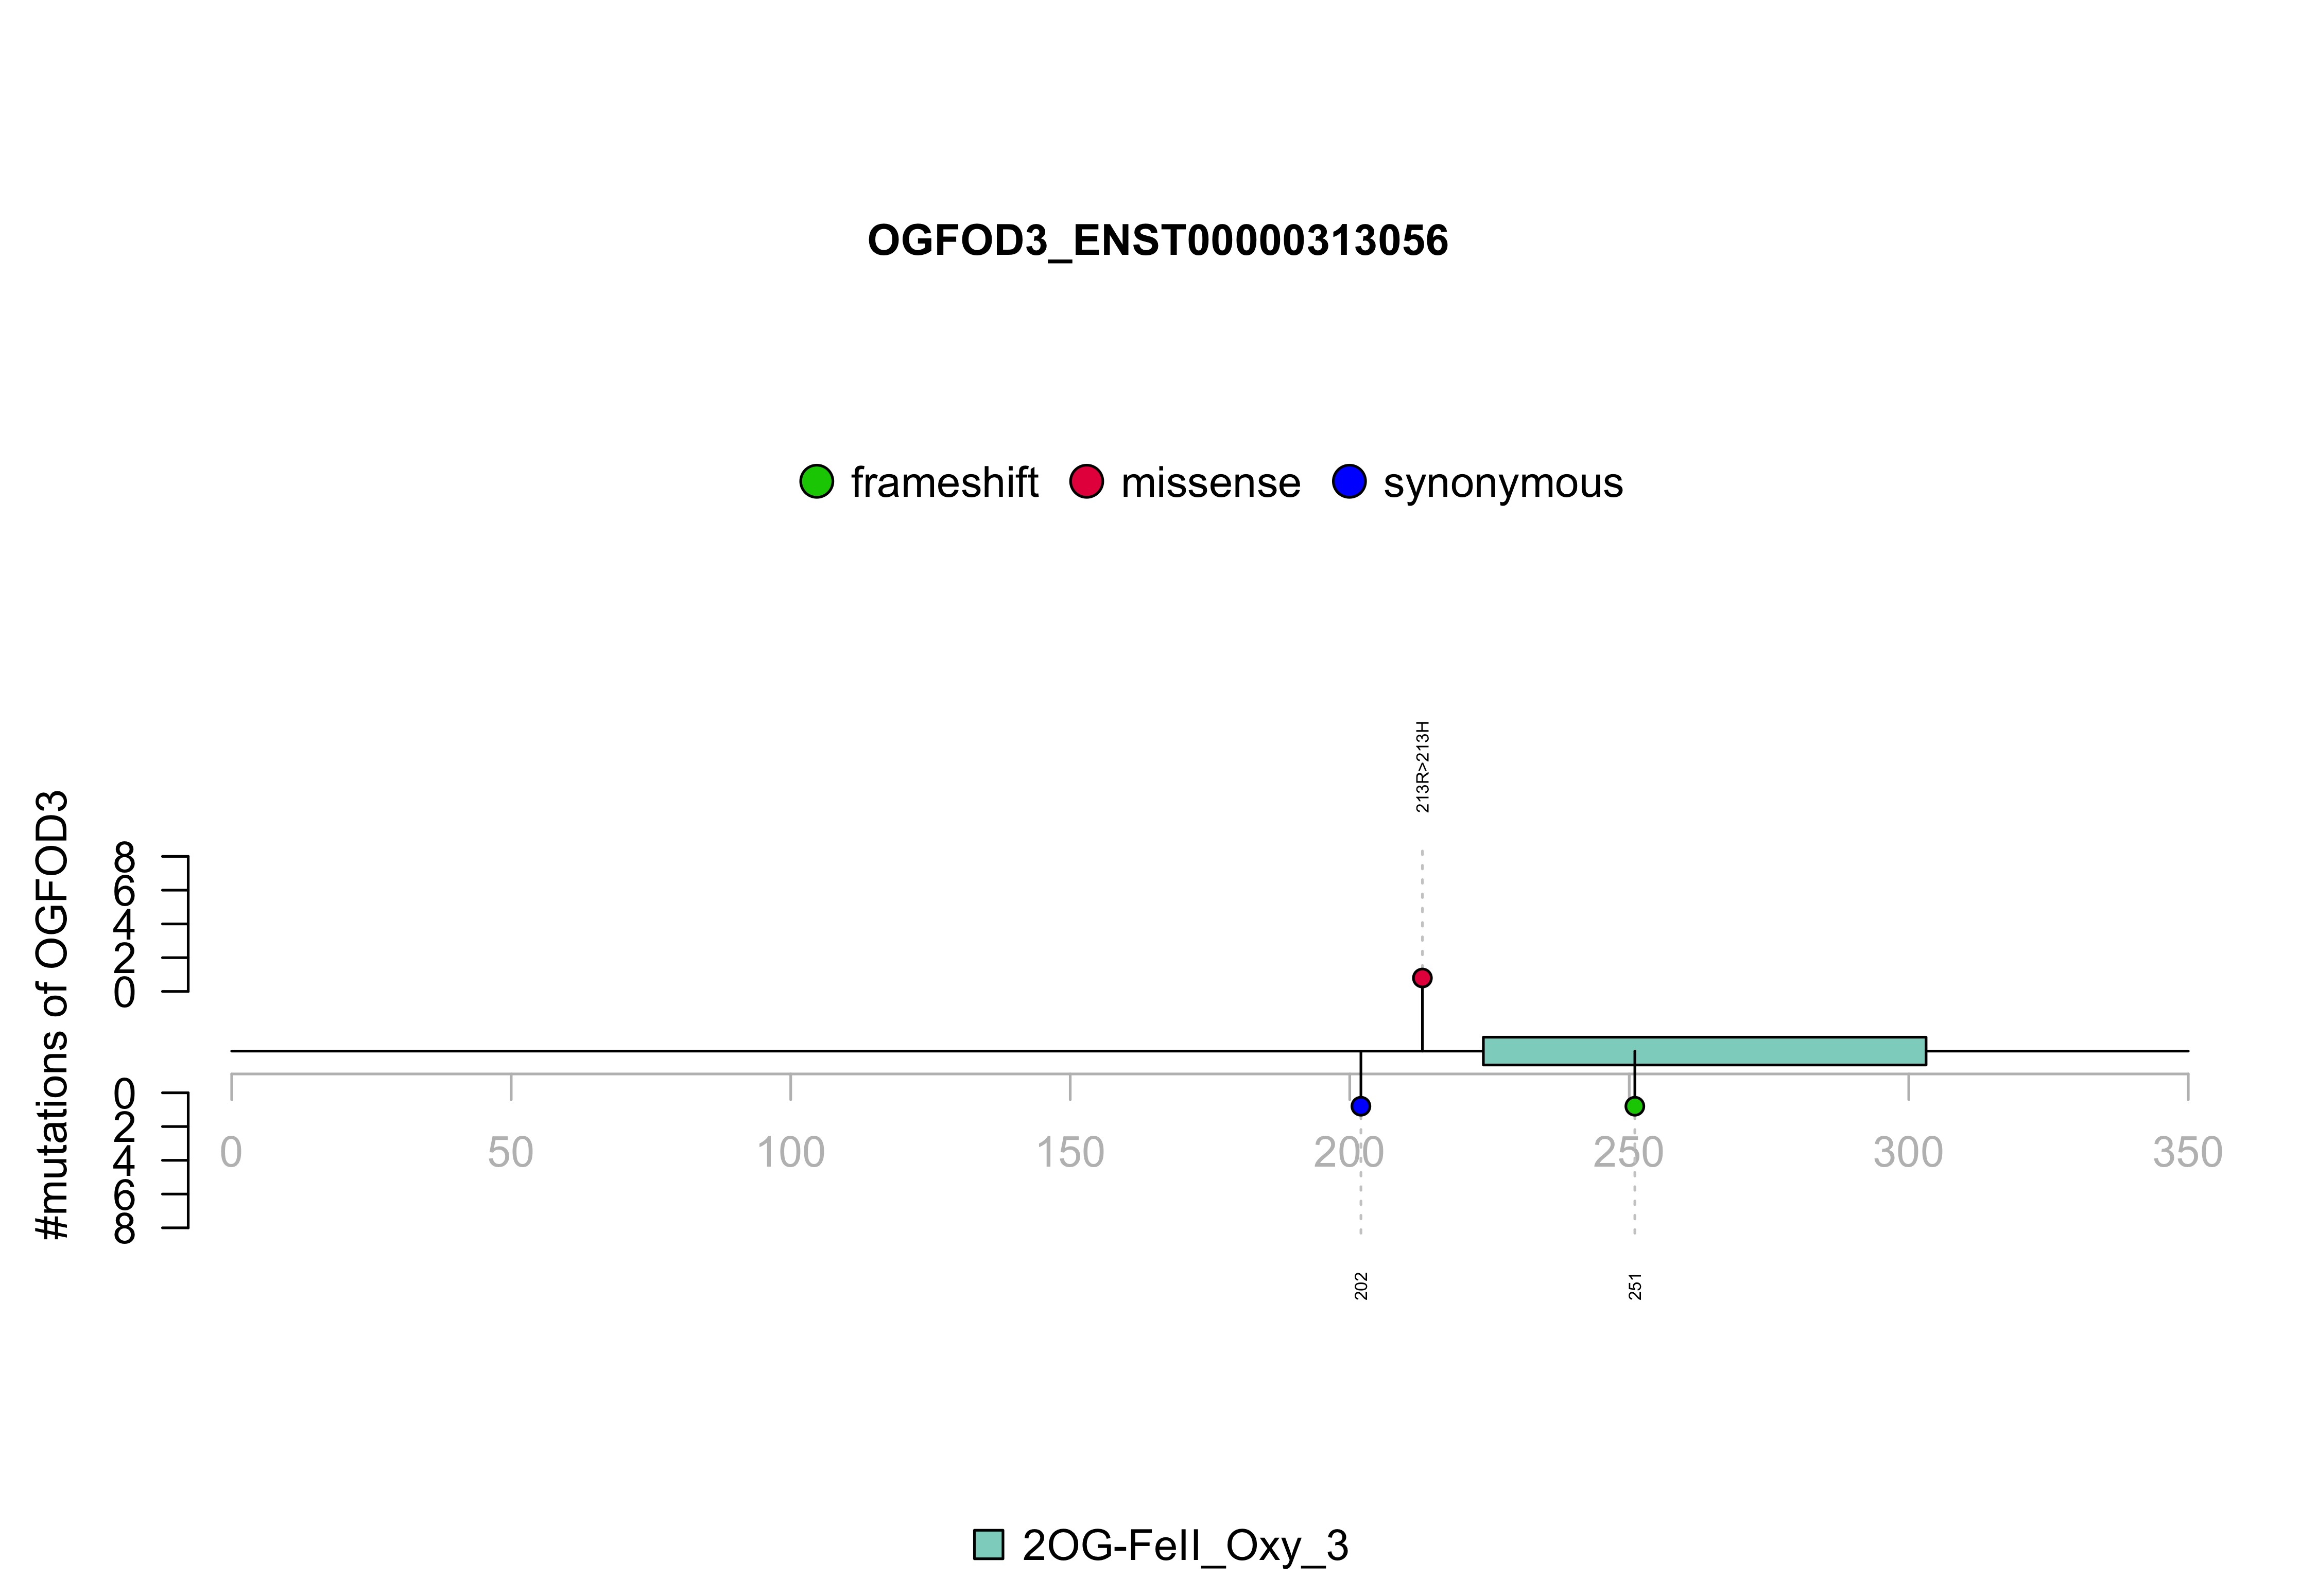 OGFOD3_ENST00000313056
frameshift missense synonymous
213R>213H
#mutations of OGFOD3
8
6
4
2
0
0
2
4
6
8
0 50 100 150 200 250 300 350
202 251
2OG-FeII_Oxy_3